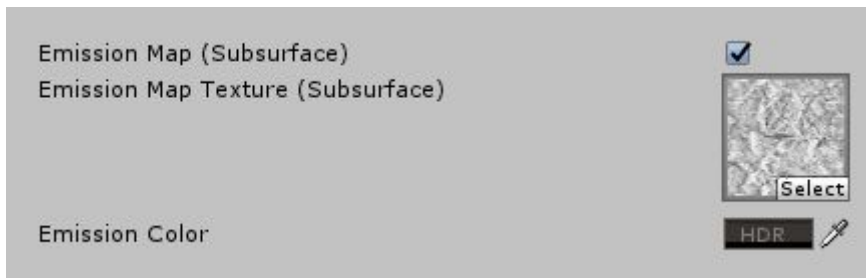 Emission Map (Subsurface)
Emission Map Texture (Subsurface)
Select
Emission Color
HDR